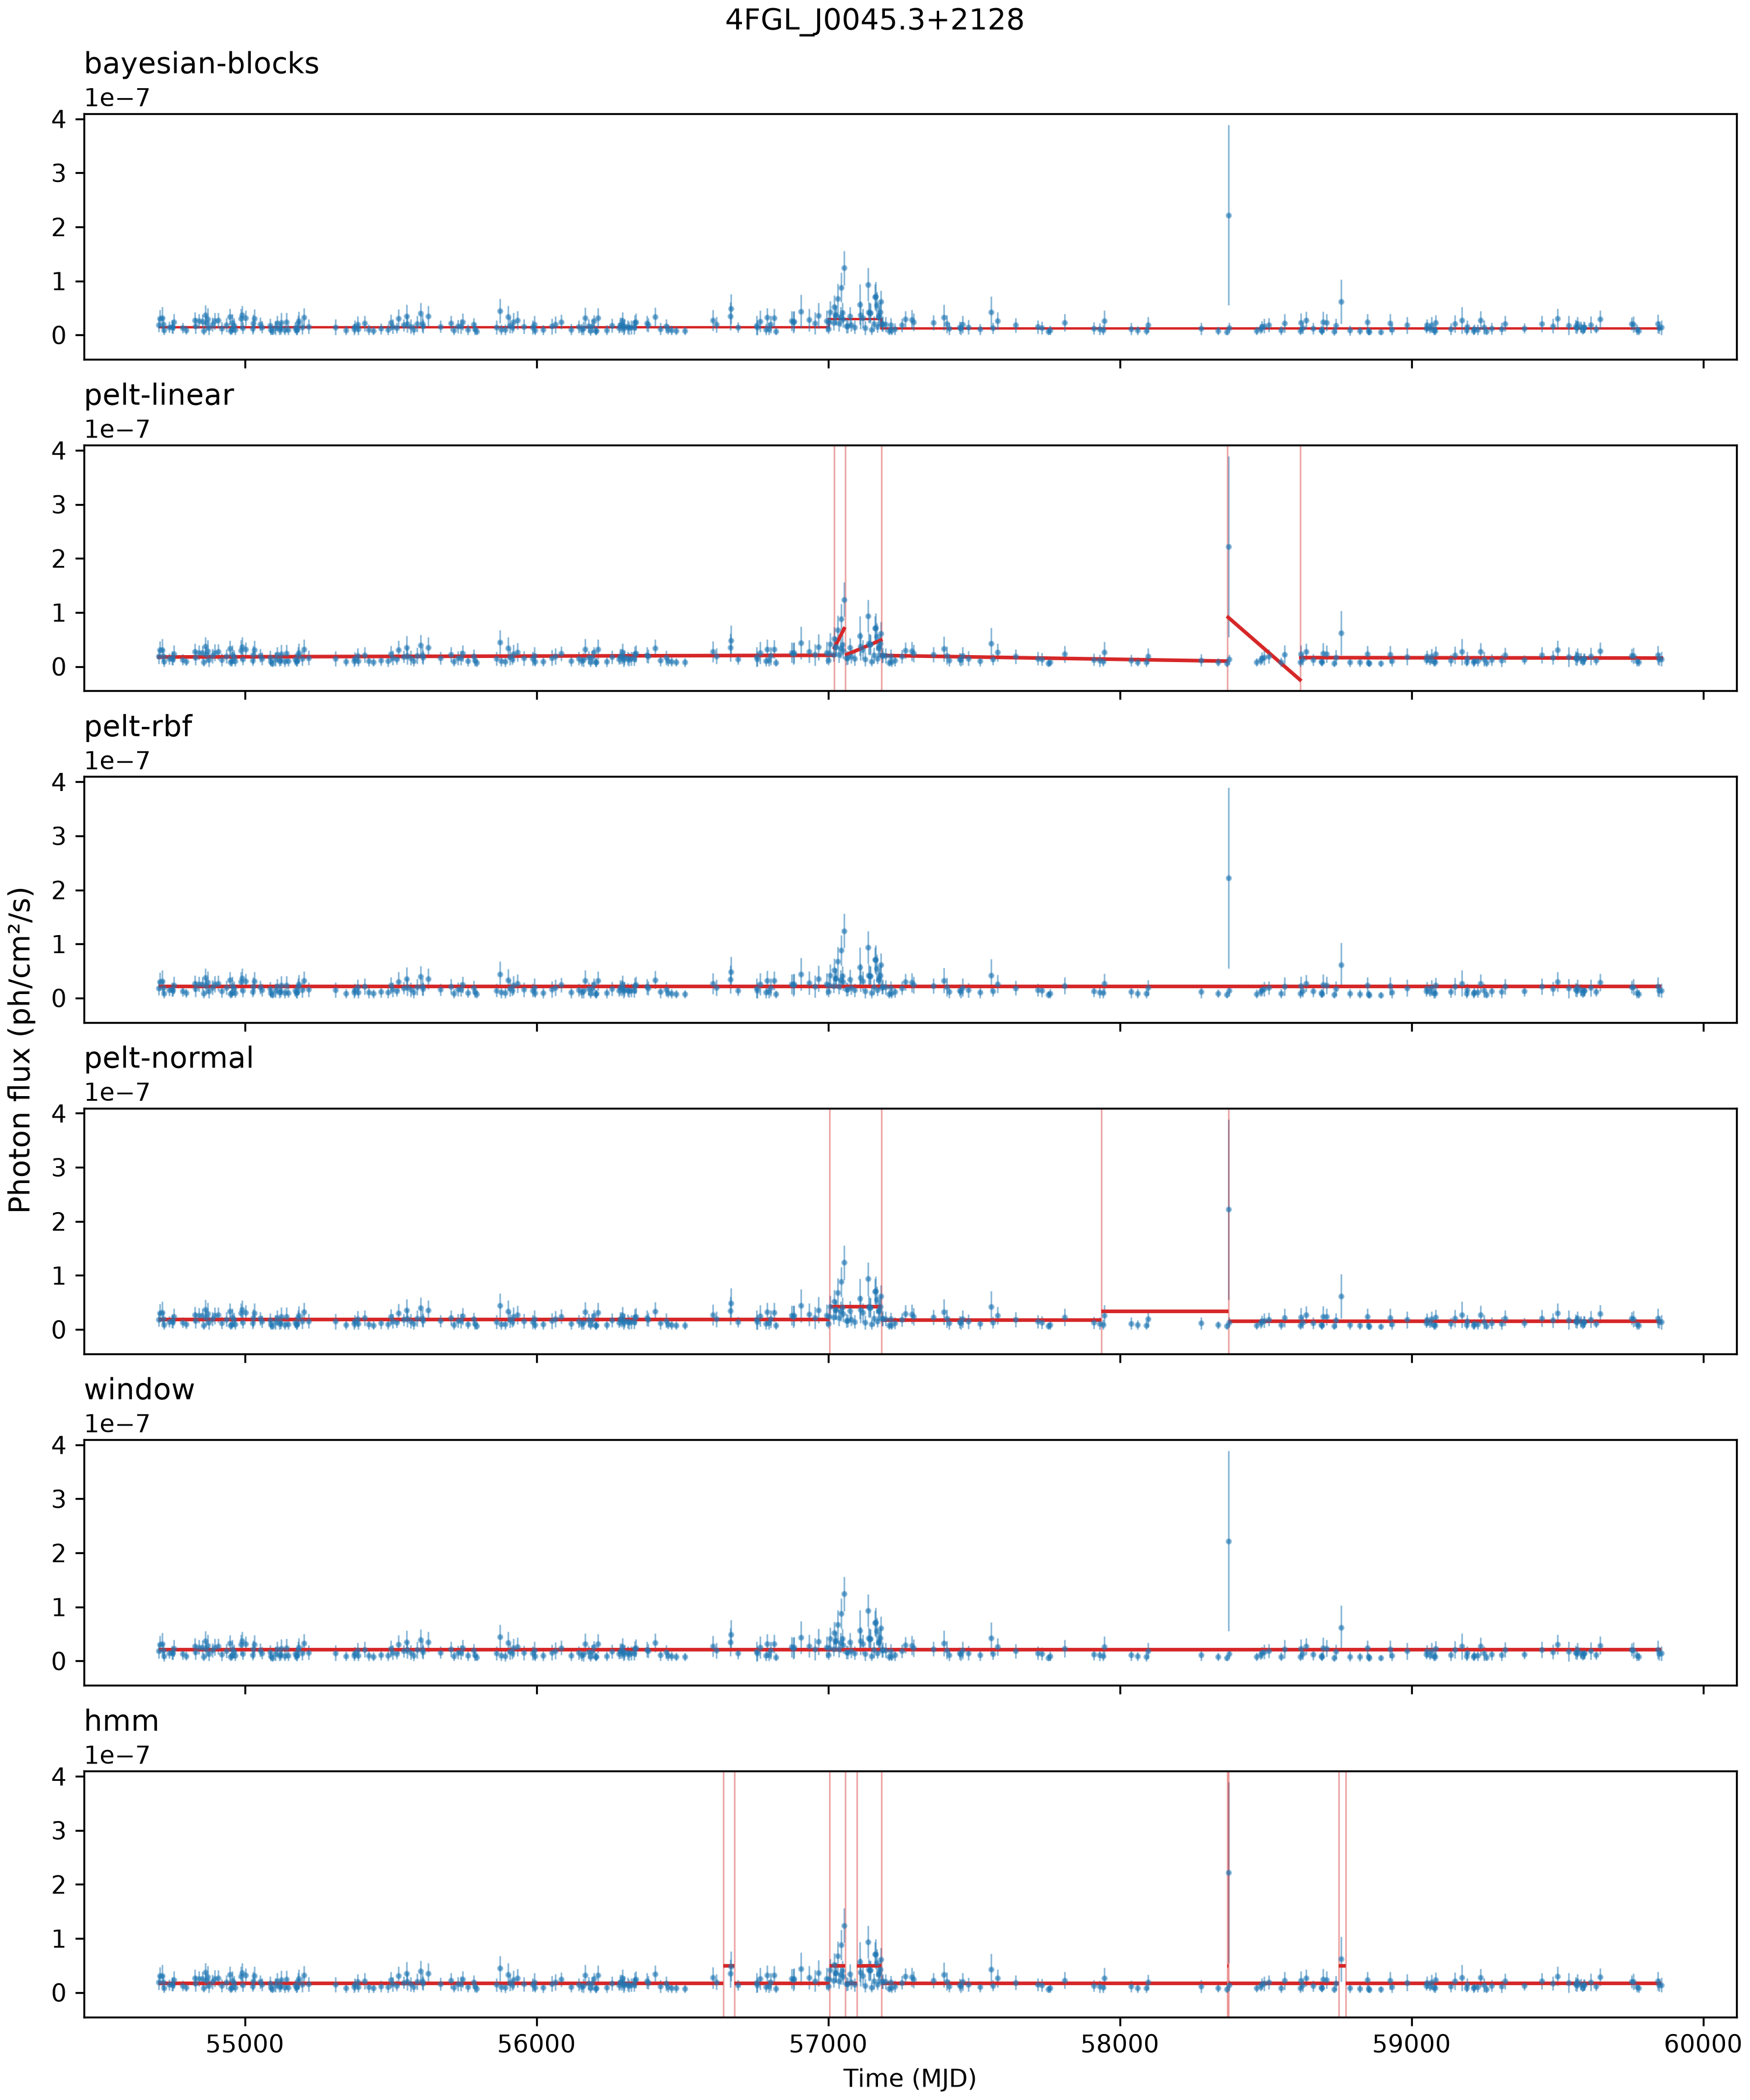 4FGL_J0045.3+2128
bayesian-blocks
1e−7
4
3
2
1
0
pelt-linear
1e−7
4
3
2
1
0
pelt-rbf
1e−7
4
3
2
1
0
Photon flux (ph/cm²/s)
pelt-normal
1e−7
4
3
2
1
0
window
1e−7
4
3
2
1
0
hmm
1e−7
4
3
2
1
0
55000 56000 57000 58000 59000 60000
Time (MJD)